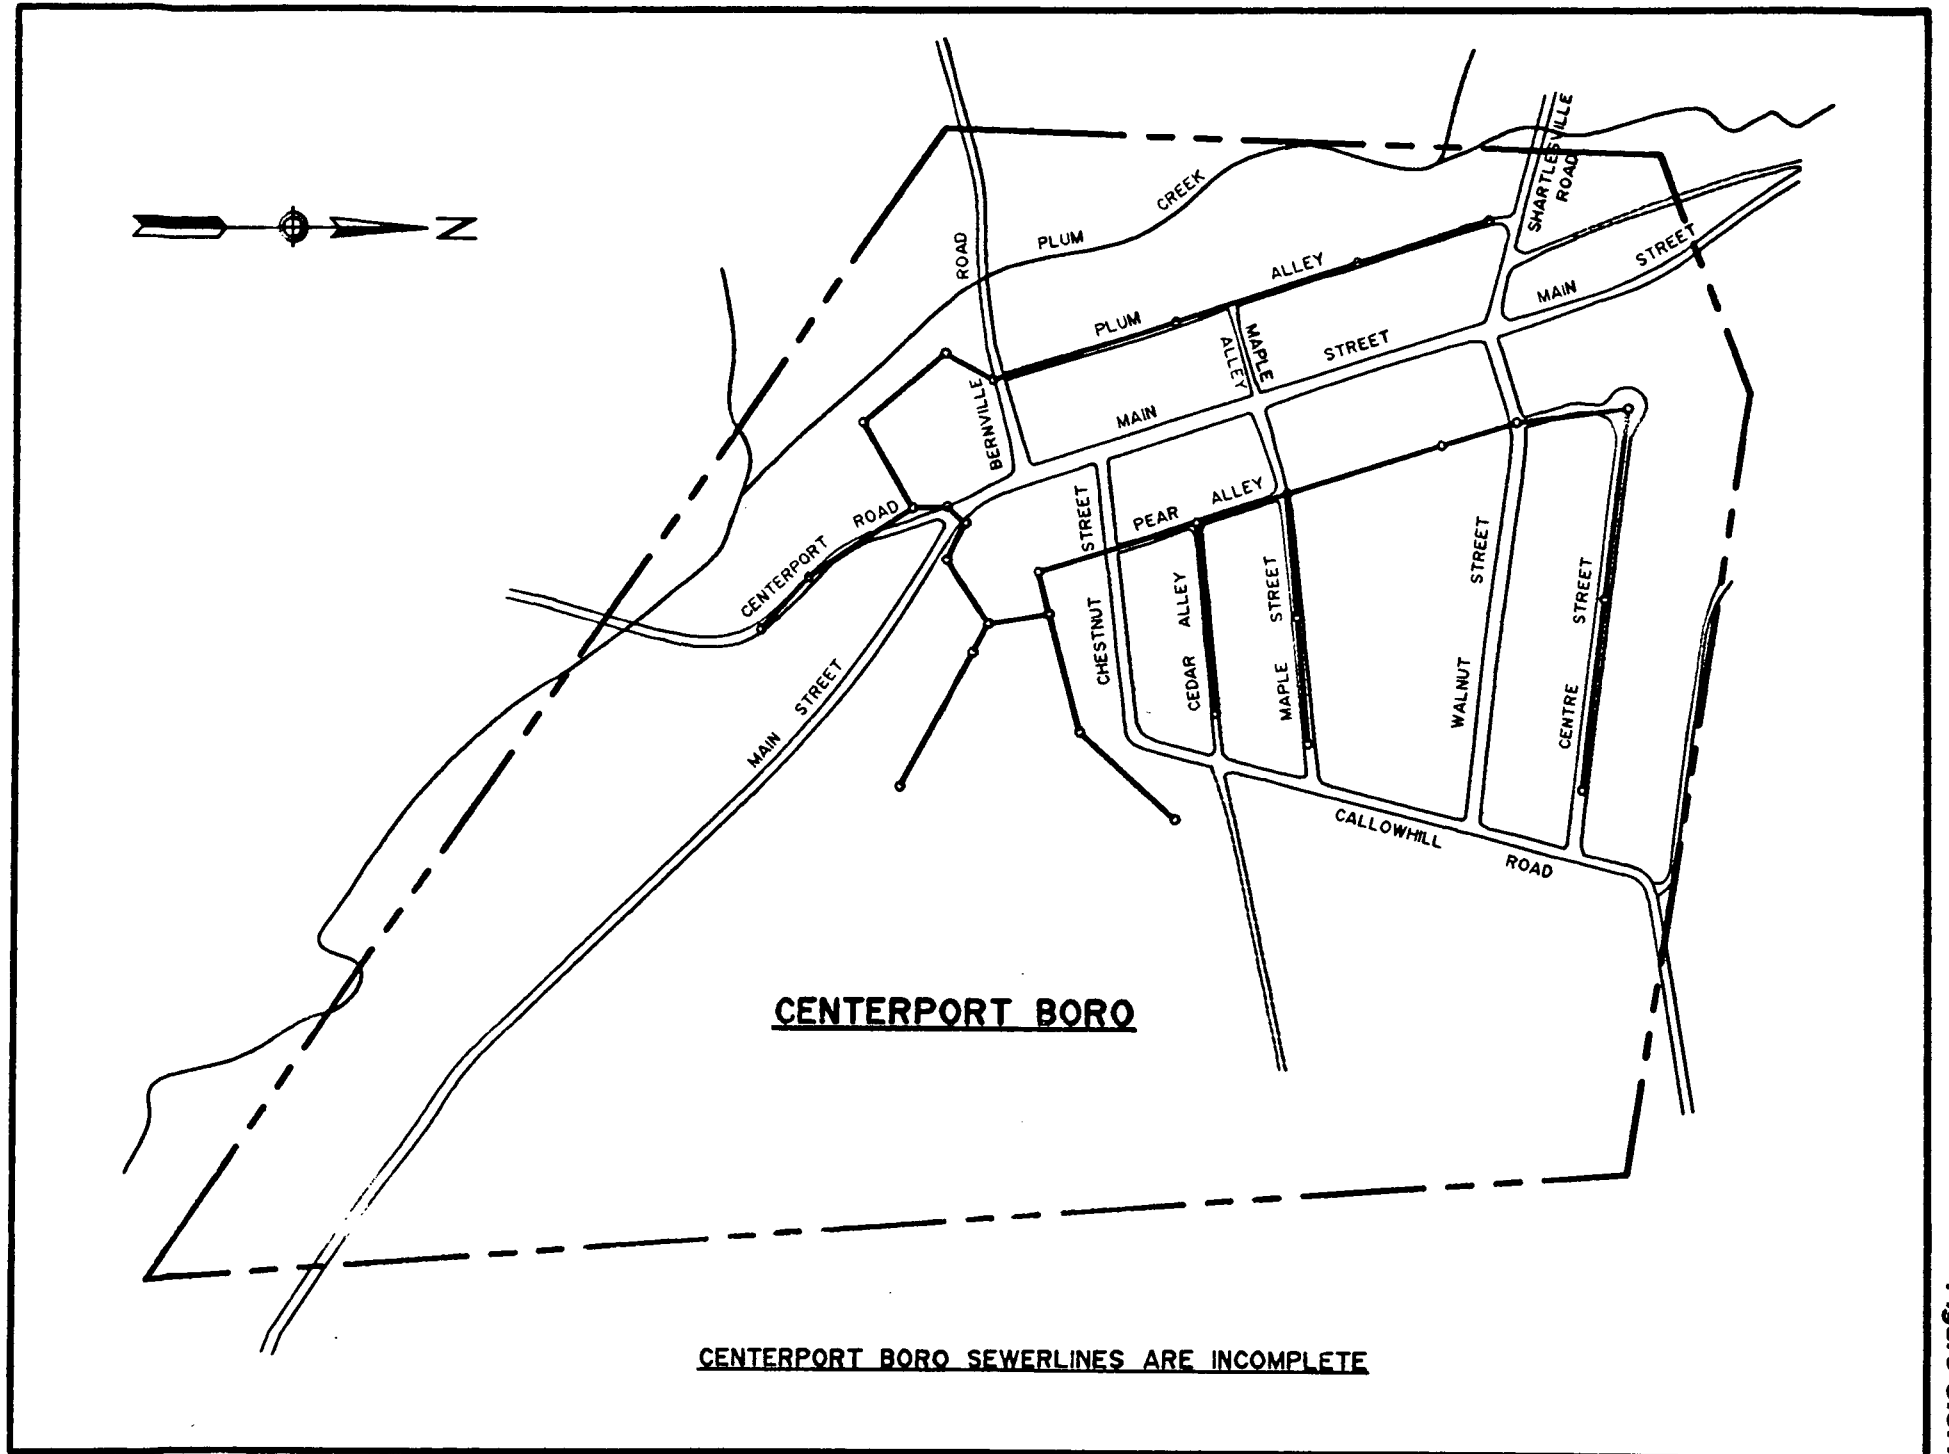 SHARTLESVILLE
ROAD
CREEK
PLUM
N
BERNVILLE ROAD
PLUM ALLEY
MAIN STREET
MAPLE
ALLEY
MAIN STREET
CENTERPORT ROAD
PEAR ALLEY
CHESTNUT STREET
CEDAR ALLEY
MAPLE STREET
WALNUT STREET
CENTRE STREET
MAIN STREET
CALLOWHILL ROAD
CENTERPORT BORO
CENTERPORT BORO SEWERLINES ARE INCOMPLETE